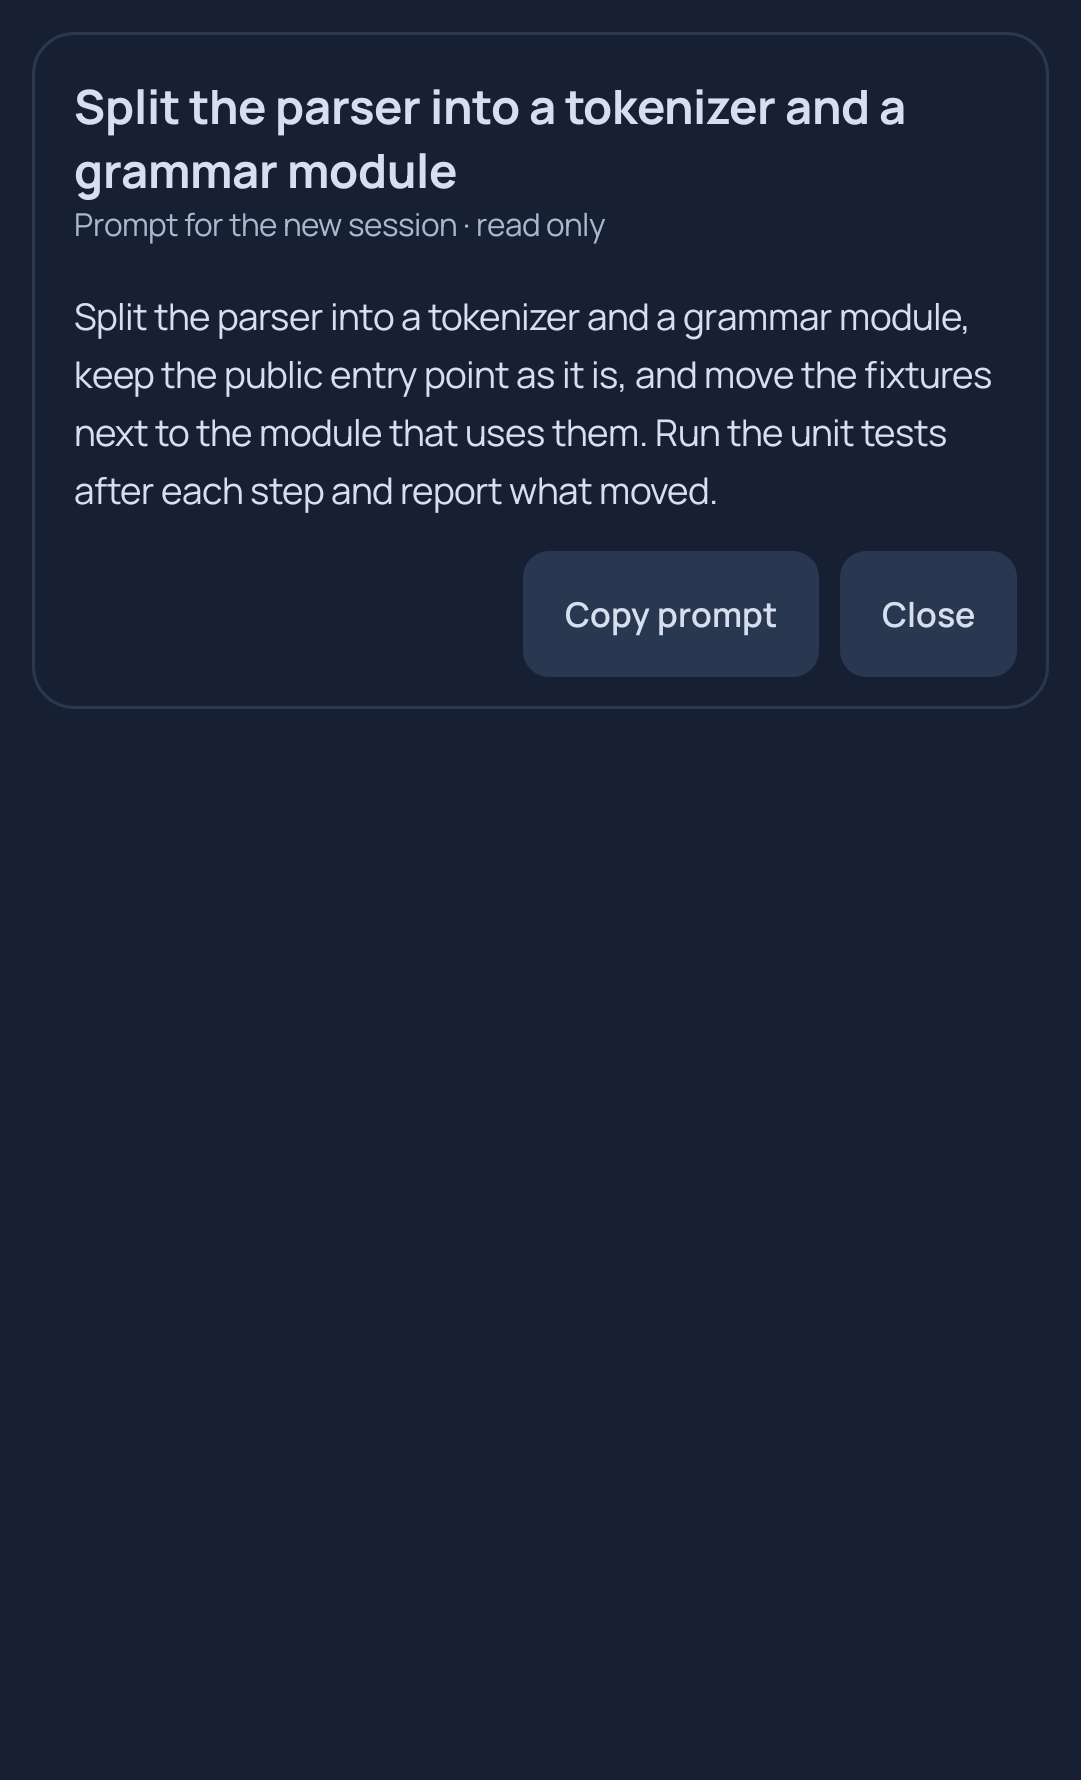 Split the parser into a tokenizer and a
grammar module
Prompt for the new session · read only
Split the parser into a tokenizer and a grammar module,
keep the public entry point as it is, and move the fixtures
next to the module that uses them. Run the unit tests
after each step and report what moved.
Copy prompt
Close